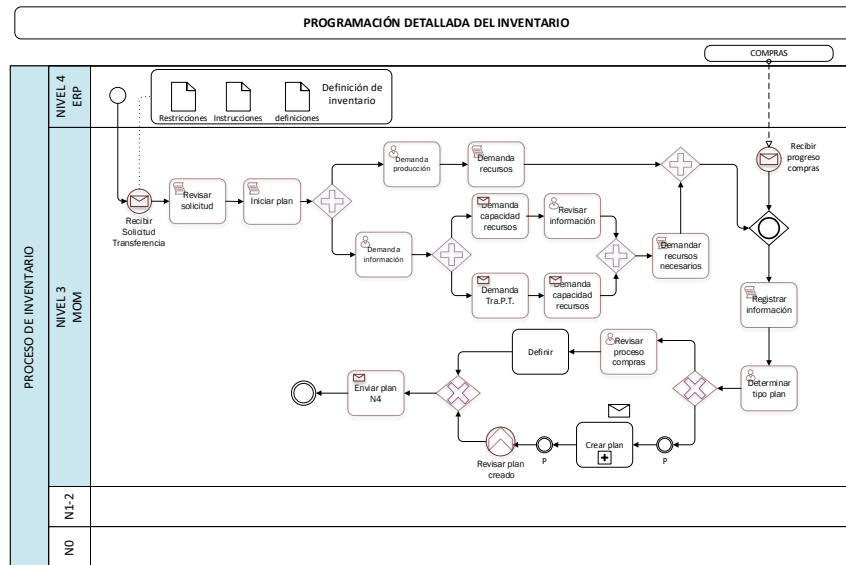 PROGRAMACIÓN DETALLADA DEL INVENTARIO
COMPRAS
PROCESO DE INVENTARIO
NIVEL 4
ERP
Definición de
inventario
Restricciones
Instrucciones
definiciones
NIVEL 3
MOM
Recibir
Solicitud
Transferencia
Revisar
solicitud
Iniciar plan
Demanda
producción
Demanda
recursos
Demanda
información
Demanda
capacidad
recursos
Revisar
información
Demanda
Tra.P.T.
Demanda
capacidad
recursos
Demandar
recursos
necesarios
Recibir
progreso
compras
Registrar
información
Determinar
tipo plan
Revisar
proceso
compras
Definir
Enviar plan
N4
Crear plan
P
P
Revisar plan
creado
N1-2
N0